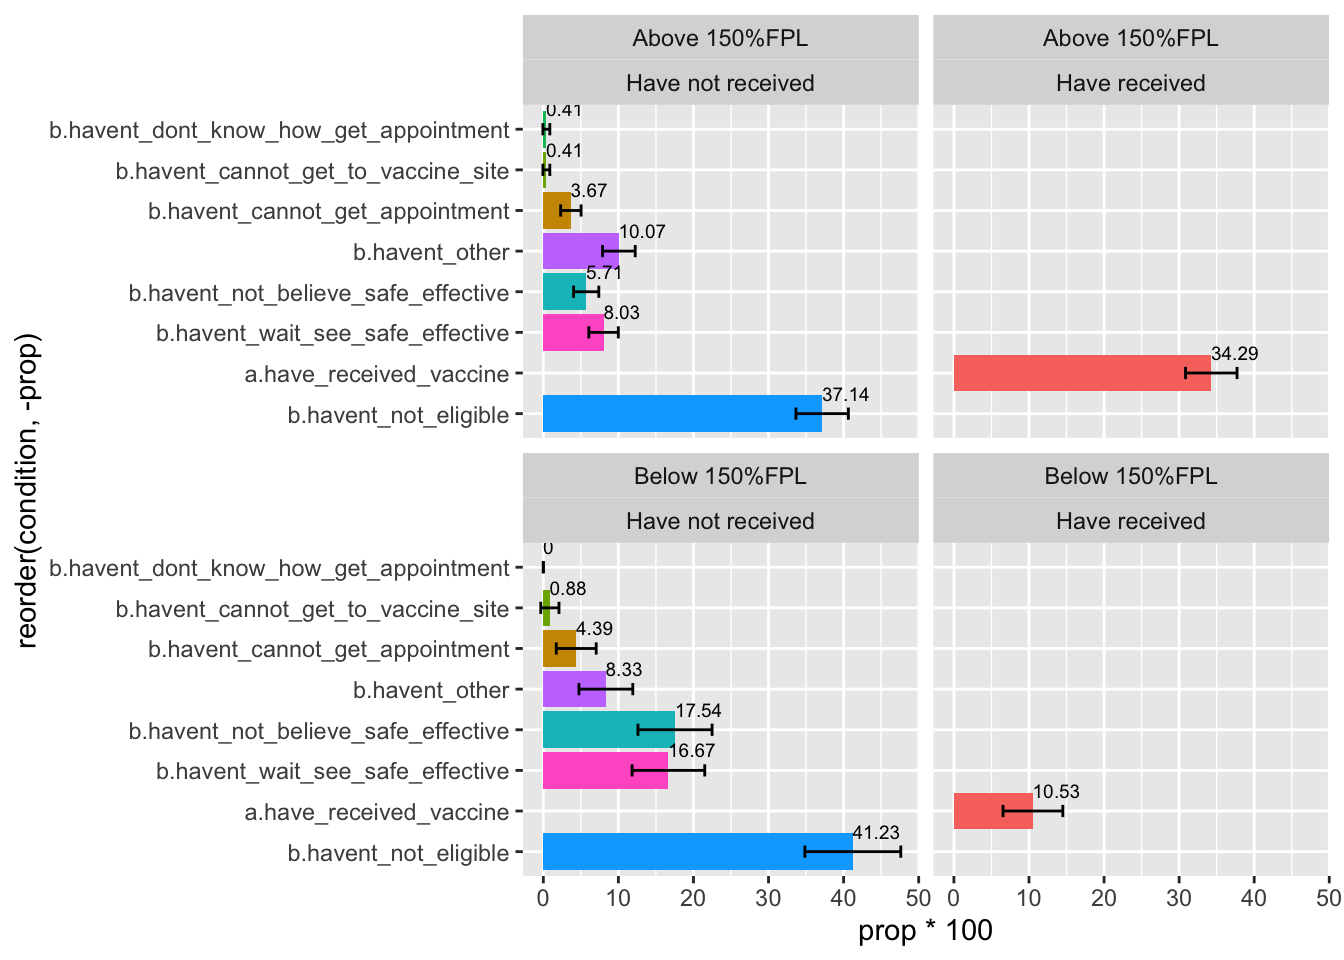 Above 150%FPL
Above 150%FPL
Have not received
Have received
b.havent_dont_know_how_get_appointment
0.41
b.havent_cannot_get_to_vaccine_site
0.41
b.havent_cannot_get_appointment
3.67
b.havent_other
10.07
b.havent_not_believe_safe_effective
5.71
b.havent_wait_see_safe_effective
8.03
a.have_received_vaccine
34.29
b.havent_not_eligible
37.14
reorder(condition, -prop)
Below 150%FPL
Below 150%FPL
Have not received
Have received
b.havent_dont_know_how_get_appointment
0
b.havent_cannot_get_to_vaccine_site
0.88
b.havent_cannot_get_appointment
4.39
b.havent_other
8.33
b.havent_not_believe_safe_effective
17.54
b.havent_wait_see_safe_effective
16.67
a.have_received_vaccine
10.53
b.havent_not_eligible
41.23
0 10 20 30 40 50
0 10 20 30 40 50
prop * 100